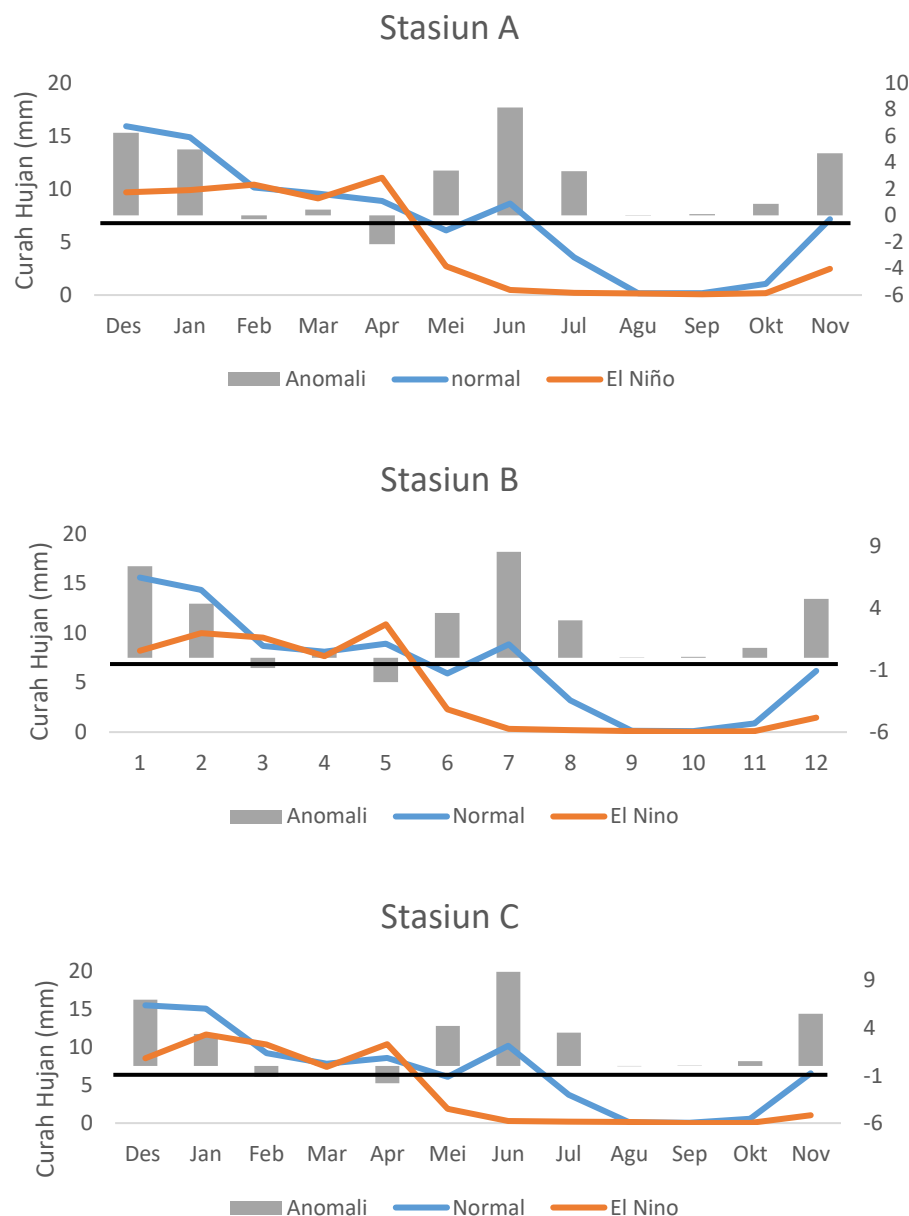 Stasiun A
20 10
8
15 6
4
10 2
0
5 -2
-4
0 -6
Curah Hujan (mm)
Des Jan Feb Mar Apr Mei Jun Jul Agu Sep Okt Nov
Anomali normal El Niño
Stasiun B
20 9
15
4
10
-1
5
0 -6
Curah Hujan (mm)
1 2 3 4 5 6 7 8 9 10 11 12
Anomali Normal El Nino
Stasiun C
20 9
15
4
10
-1
5
0 -6
Curah Hujan (mm)
Des Jan Feb Mar Apr Mei Jun Jul Agu Sep Okt Nov
Anomali Normal El Nino